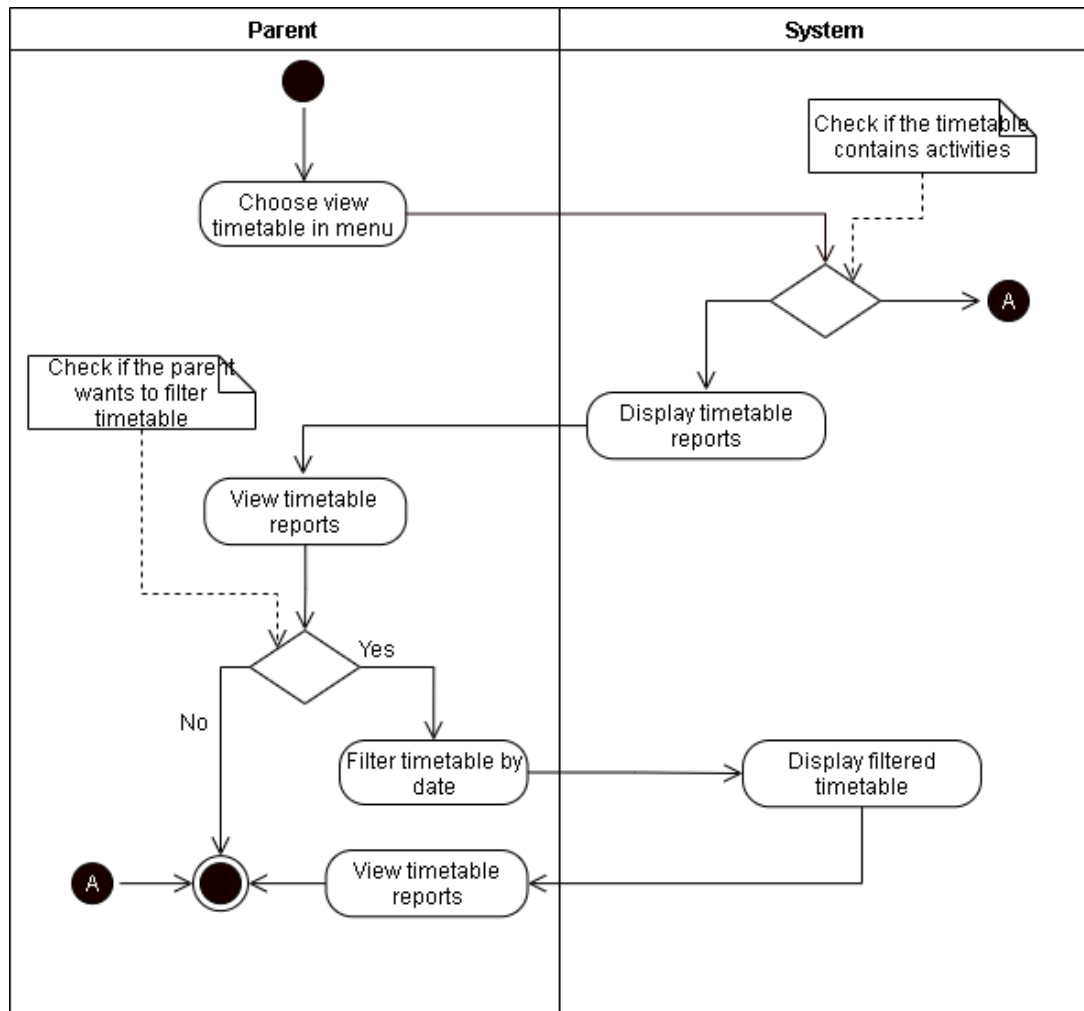 Parent
System
Check if the timetable
contains activities
Choose view
timetable in menu
A
Check if the parent
wants to filter
timetable
Display timetable
reports
View timetable
reports
Yes
No
Filter timetable by
date
Display filtered
timetable
A
View timetable
reports